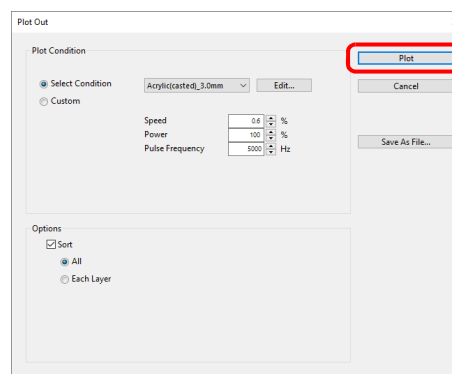 Plot Out
Plot Condition
Plot
Select Condition
Acrylic(casted)_3.0mm
Edit...
Cancel
Custom
Speed 0.6 %
Power 100 %
Save As File...
Pulse Frequency 5000 Hz
Options
Sort
All
Each Layer